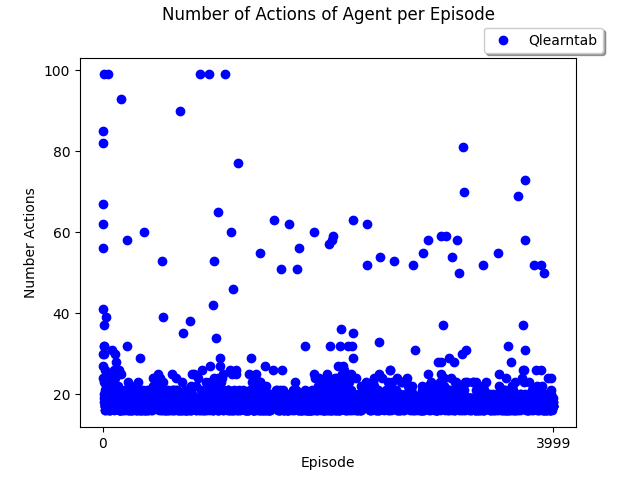 Number of Actions of Agent per Episode
Qlearntab
100
80
60
40
20
Number Actions
0
3999
Episode